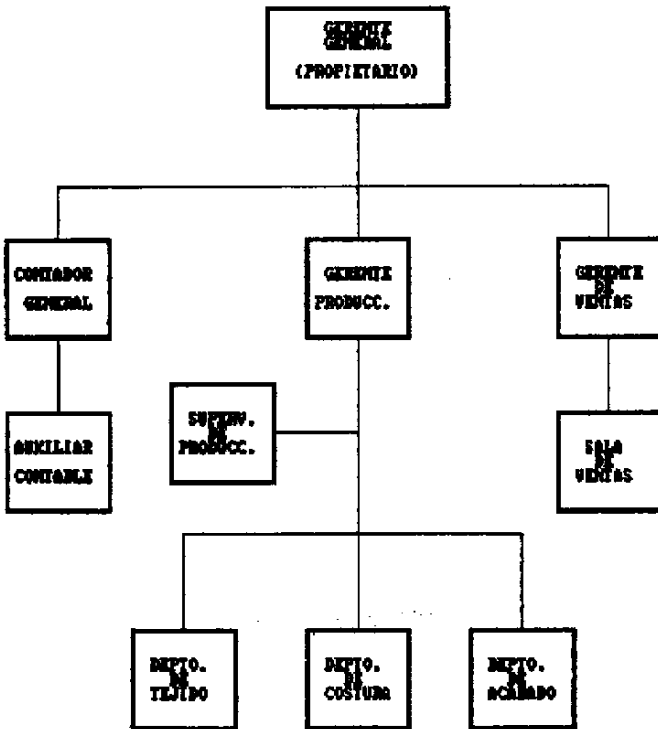 GERENTE
GENERAL
(PROPIETARIO)
CONTADOR
GENERAL
GERENTE
PRODUCC.
GERENTE
DE
VENTAS
SUPERV.
DE
PRODUCC.
AUXILIAR
CONTABLE
SALA
DE
VENTAS
DEPTO.
DE
TEJIDO
DEPTO.
DE
COSTURA
DEPTO.
DE
ACABADO